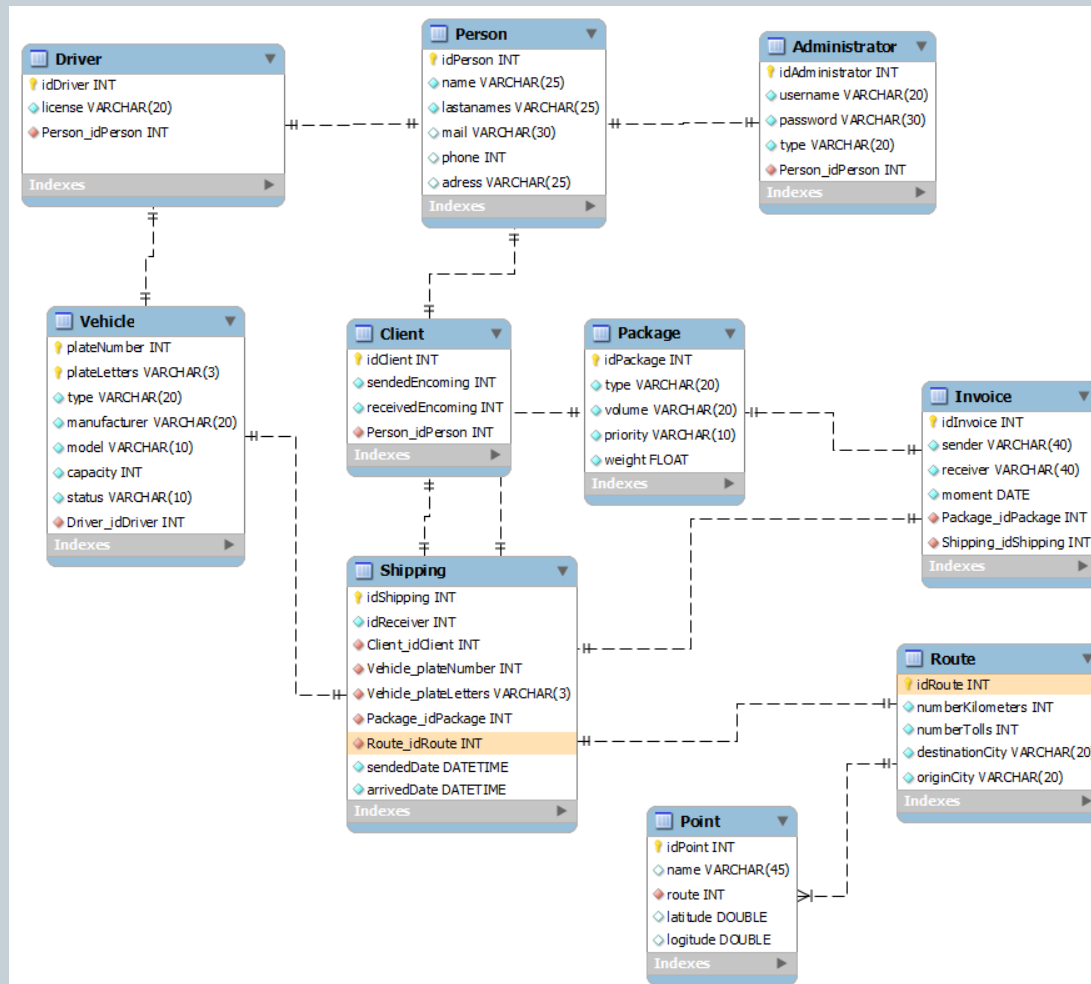 Driver
idDriver INT
license VARCHAR(20)
Person_idPerson INT
Indexes
Person
idPerson INT
name VARCHAR(25)
lastanames VARCHAR(25)
mail VARCHAR(30)
phone INT
adress VARCHAR(25)
Indexes
Administrator
idAdministrator INT
username VARCHAR(20)
password VARCHAR(30)
type VARCHAR(20)
Person_idPerson INT
Indexes
Vehicle
plateNumber INT
plateLetters VARCHAR(3)
type VARCHAR(20)
manufacturer VARCHAR(20)
model VARCHAR(10)
capacity INT
status VARCHAR(10)
Driver_idDriver INT
Indexes
Client
idClient INT
sendedEncoming INT
receivedEncoming INT
Person_idPerson INT
Indexes
Package
idPackage INT
type VARCHAR(20)
volume VARCHAR(20)
priority VARCHAR(10)
weight FLOAT
Indexes
Invoice
idInvoice INT
sender VARCHAR(40)
receiver VARCHAR(40)
moment DATE
Package_idPackage INT
Shipping_idShipping INT
Indexes
Shipping
idShipping INT
idReceiver INT
Client_idClient INT
Vehicle_plateNumber INT
Vehicle_plateLetters VARCHAR(3)
Package_idPackage INT
Route_idRoute INT
sendedDate DATETIME
arrivedDate DATETIME
Indexes
Route
idRoute INT
numberKilometers INT
numberTolls INT
destinationCity VARCHAR(20
originCity VARCHAR(20)
Indexes
Point
idPoint INT
name VARCHAR(45)
route INT
latitude DOUBLE
logitude DOUBLE
Indexes